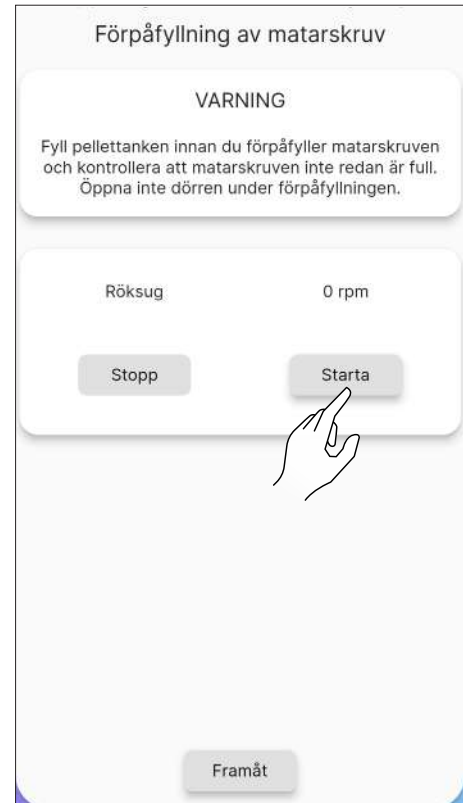 Förpåfyllning av matarskruv
VARNING
Fyll pellettanken innan du förpåfyller matarskruven
och kontrollera att matarskruven inte redan är full.
Öppna inte dörren under förpåfyllningen.
Röksug 0 rpm
Stopp Starta
Framåt